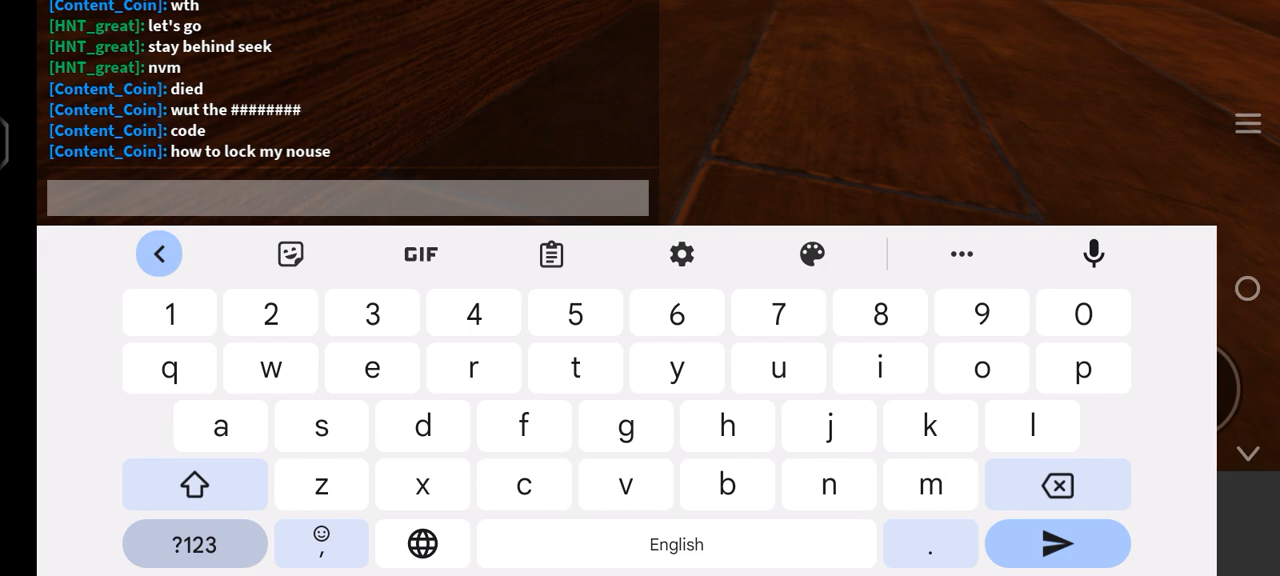 [Content_Coin]: wth
[HNT_great]: let's go
[HNT_great]: stay behind seek
[HNT_great]: nvm
[Content_Coin]: died
[Content_Coin]: wut the ########
[Content_Coin]: code
[Content_Coin]: how to lock my nouse
GIF
1 2 3 4 5 6 7 8 9 0
q w e r t y u i o p
a s d f g h j k l
z x c v b n m
?123 , English .